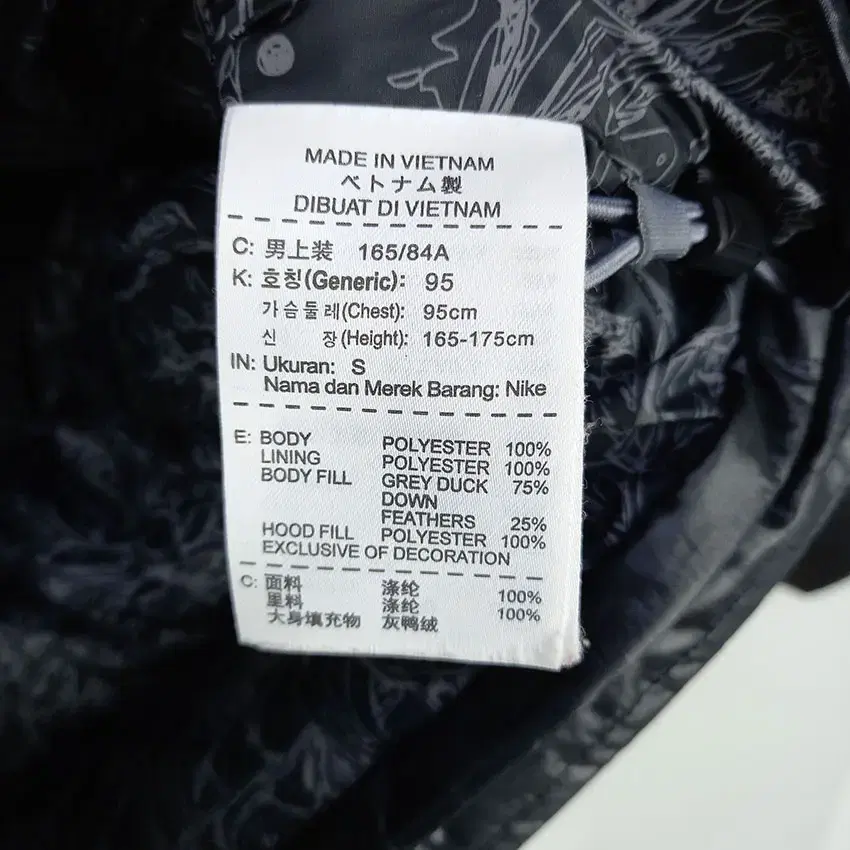 MADE IN VIETNAM
ベトナム製
DIBUAT DI VIETNAM
C: 男上装 165/84A
K: 호칭(Generic): 95
가슴둘레(Chest): 95cm
신 장(Height): 165-175cm
IN: Ukuran: S
Nama dan Merek Barang: Nike
E: BODY POLYESTER 100%
LINING POLYESTER 100%
BODY FILL GREY DUCK 75%
DOWN
FEATHERS 25%
HOOD FILL POLYESTER 100%
EXCLUSIVE OF DECORATION
C: 面料 涤纶 100%
里料 涤纶 100%
大身填充物 灰鸭绒